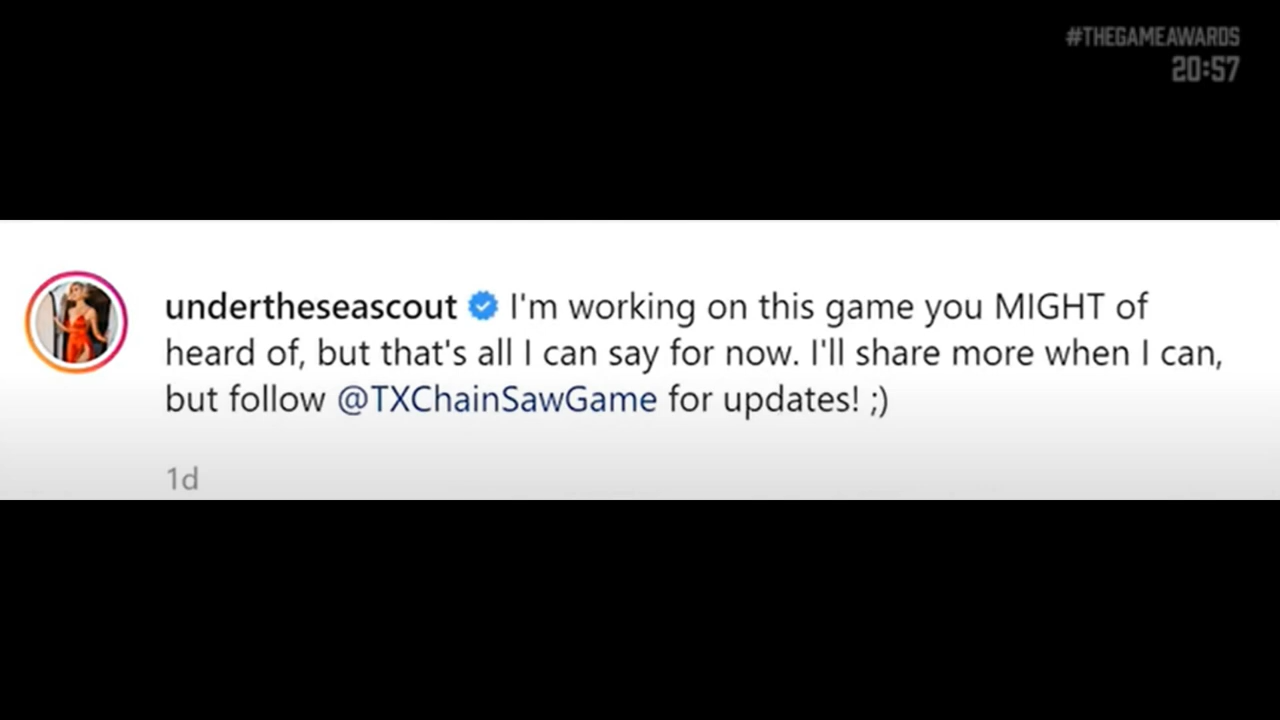 #THEGAMEAWARDS
20:57
undertheseascout I'm working on this game you MIGHT of
heard of, but that's all I can say for now. I'll share more when I can,
but follow @TXChainSawGame for updates! ;)
1d